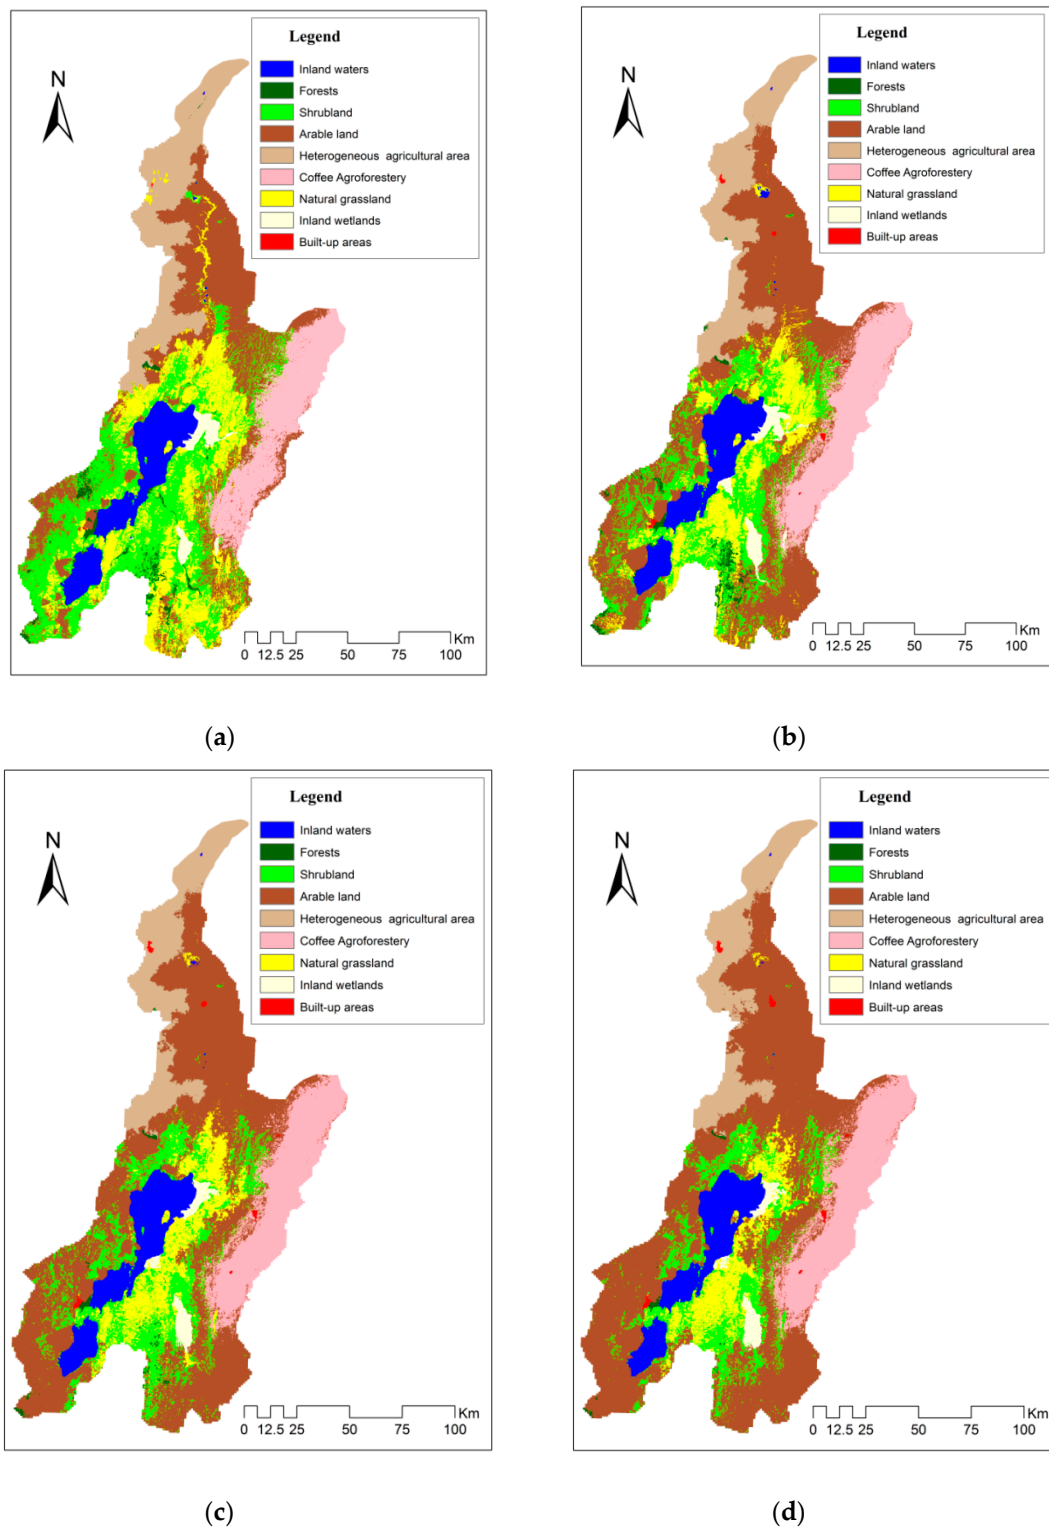 Legend
N
Inland waters
Forests
Shrubland
Arable land
Heterogeneous agricultural area
Coffee Agroforestery
Natural grassland
Inland wetlands
Built-up areas
Km
0 12.5 25 50 75 100
(a)
Legend
N
Inland waters
Forests
Shrubland
Arable land
Heterogeneous agricultural area
Coffee Agroforestery
Natural grassland
Inland wetlands
Built-up areas
Km
0 12.5 25 50 75 100
(b)
Legend
N
Inland waters
Forests
Shrubland
Arable land
Heterogeneous agricultural area
Coffee Agroforestery
Natural grassland
Inland wetlands
Built-up areas
Km
0 12.5 25 50 75 100
(c)
Legend
N
Inland waters
Forests
Shrubland
Arable land
Heterogeneous agricultural area
Coffee Agroforestery
Natural grassland
Inland wetlands
Built-up areas
Km
0 12.5 25 50 75 100
(d)